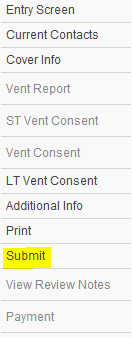 Entry Screen
Current Contacts
Cover Info
Vent Report
ST Vent Consent
Vent Consent
LT Vent Consent
Additional Info
Print
Submit
View Review Notes
Payment